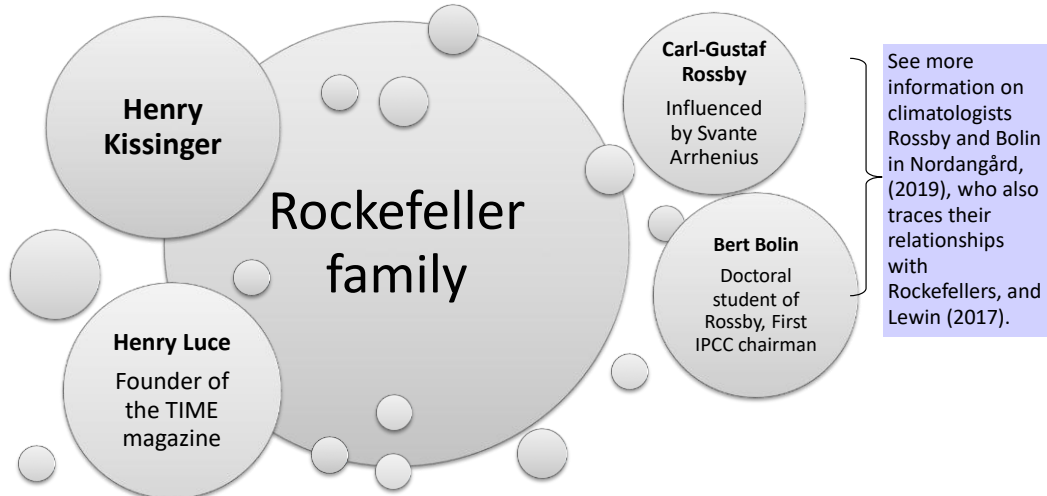 Henry
Kissinger
Rockefeller
family
Henry Luce
Founder of
the TIME
magazine
Carl-Gustaf
Rossby
Influenced
by Svante
Arrhenius
Bert Bolin
Doctoral
student of
Rossby, First
IPCC chairman
See more
information on
climatologists
Rossby and Bolin
in Nordangård,
(2019), who also
traces their
relationships
with
Rockefellers, and
Lewin (2017).